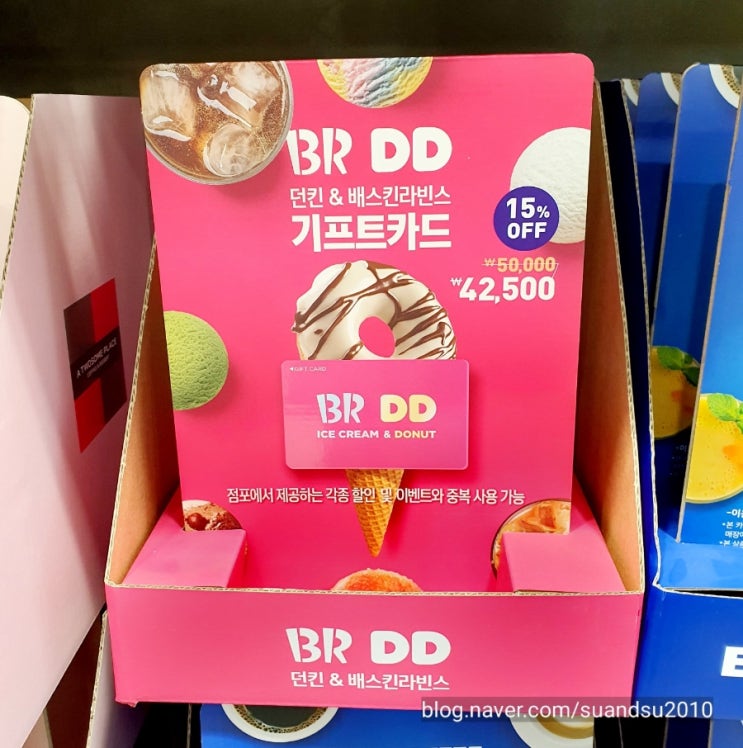 BR DD
던킨 & 배스킨라빈스
기프트카드
15%
OFF
₩50,000
₩42,500
◀GIFT CARD
BR DD
ICE CREAM & DONUT
점포에서 제공하는 각종 할인 및 이벤트와 중복 사용 가능
BR DD
던킨 & 배스킨라빈스
A TWOSOME PLACE
blog.naver.com/suandsu2010